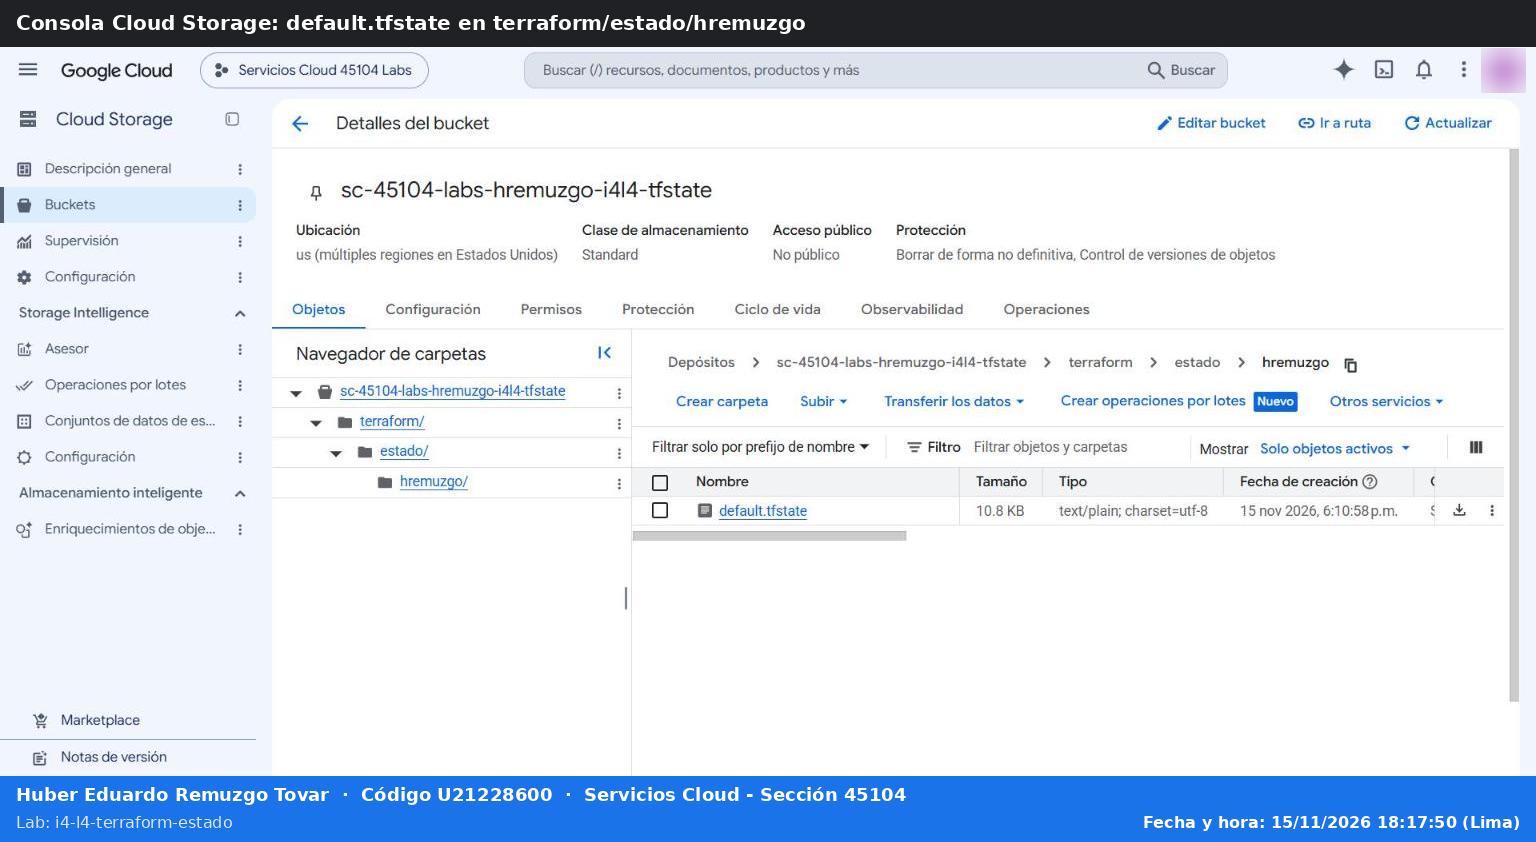 Consola Cloud Storage: default.tfstate en terraform/estado/hremuzgo
Google Cloud
Servicios Cloud 45104 Labs
Buscar (/) recursos, documentos, productos y más
Buscar
Cloud Storage
Descripción general
Buckets
Supervisión
Configuración
Storage Intelligence
Asesor
Operaciones por lotes
Conjuntos de datos de es...
Configuración
Almacenamiento inteligente
Enriquecimientos de obje...
Marketplace
Notas de versión
Detalles del bucket
Editar bucket
Ir a ruta
Actualizar
sc-45104-labs-hremuzgo-i4l4-tfstate
Ubicación Clase de almacenamiento Acceso público Protección
us (múltiples regiones en Estados Unidos) Standard No público Borrar de forma no definitiva, Control de versiones de objetos
Objetos Configuración Permisos Protección Ciclo de vida Observabilidad Operaciones
Navegador de carpetas
sc-45104-labs-hremuzgo-i4l4-tfstate
terraform/
estado/
hremuzgo/
Depósitos > sc-45104-labs-hremuzgo-i4l4-tfstate > terraform > estado > hremuzgo
Crear carpeta Subir Transferir los datos Crear operaciones por lotes Nuevo Otros servicios
Filtrar solo por prefijo de nombre Filtro Filtrar objetos y carpetas Mostrar Solo objetos activos
Nombre Tamaño Tipo Fecha de creación
default.tfstate 10.8 KB text/plain; charset=utf-8 15 nov 2026, 6:10:58 p.m.
Huber Eduardo Remuzgo Tovar · Código U21228600 · Servicios Cloud - Sección 45104
Lab: i4-l4-terraform-estado
Fecha y hora: 15/11/2026 18:17:50 (Lima)